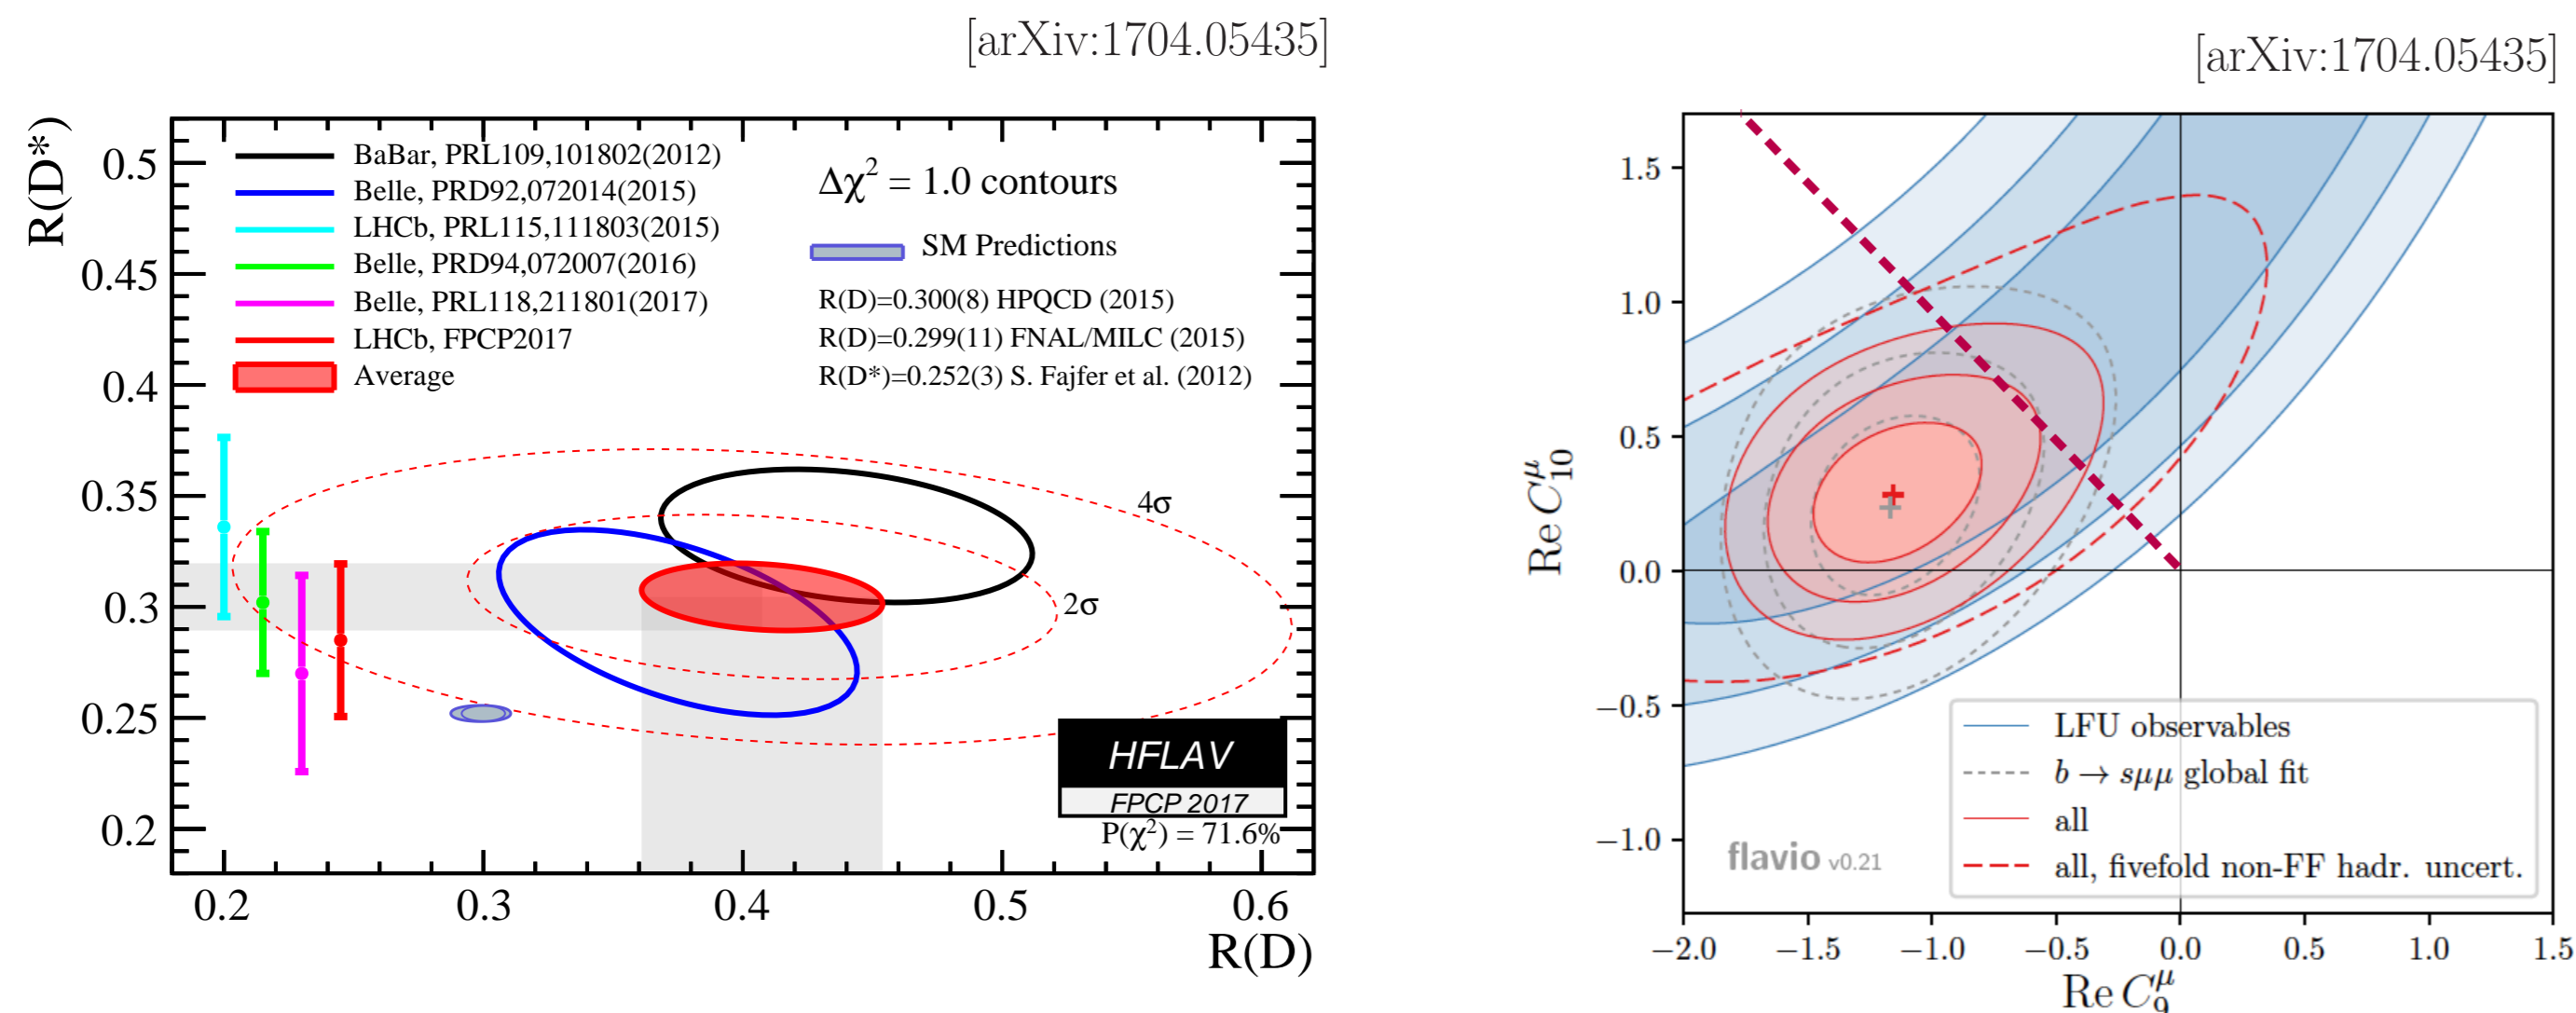 [arXiv:1704.05435]
R(D*)
0.5
0.45
0.4
0.35
0.3
0.25
0.2
BaBar, PRL109,101802(2012)
Belle, PRD92,072014(2015)
LHCb, PRL115,111803(2015)
Belle, PRD94,072007(2016)
Belle, PRL118,211801(2017)
LHCb, FPCP2017
Average
Δχ² = 1.0 contours
SM Predictions
R(D)=0.300(8) HPQCD (2015)
R(D)=0.299(11) FNAL/MILC (2015)
R(D*)=0.252(3) S. Fajfer et al. (2012)
4σ
2σ
HFLAV
FPCP 2017
P(χ²) = 71.6%
0.2 0.3 0.4 0.5 0.6
R(D)
[arXiv:1704.05435]
Re C₁₀^μ
1.5
1.0
0.5
0.0
−0.5
−1.0
LFU observables
b → sμμ global fit
all
all, fivefold non-FF hadr. uncert.
flavio v0.21
−2.0 −1.5 −1.0 −0.5 0.0 0.5 1.0 1.5
Re C₉^μ